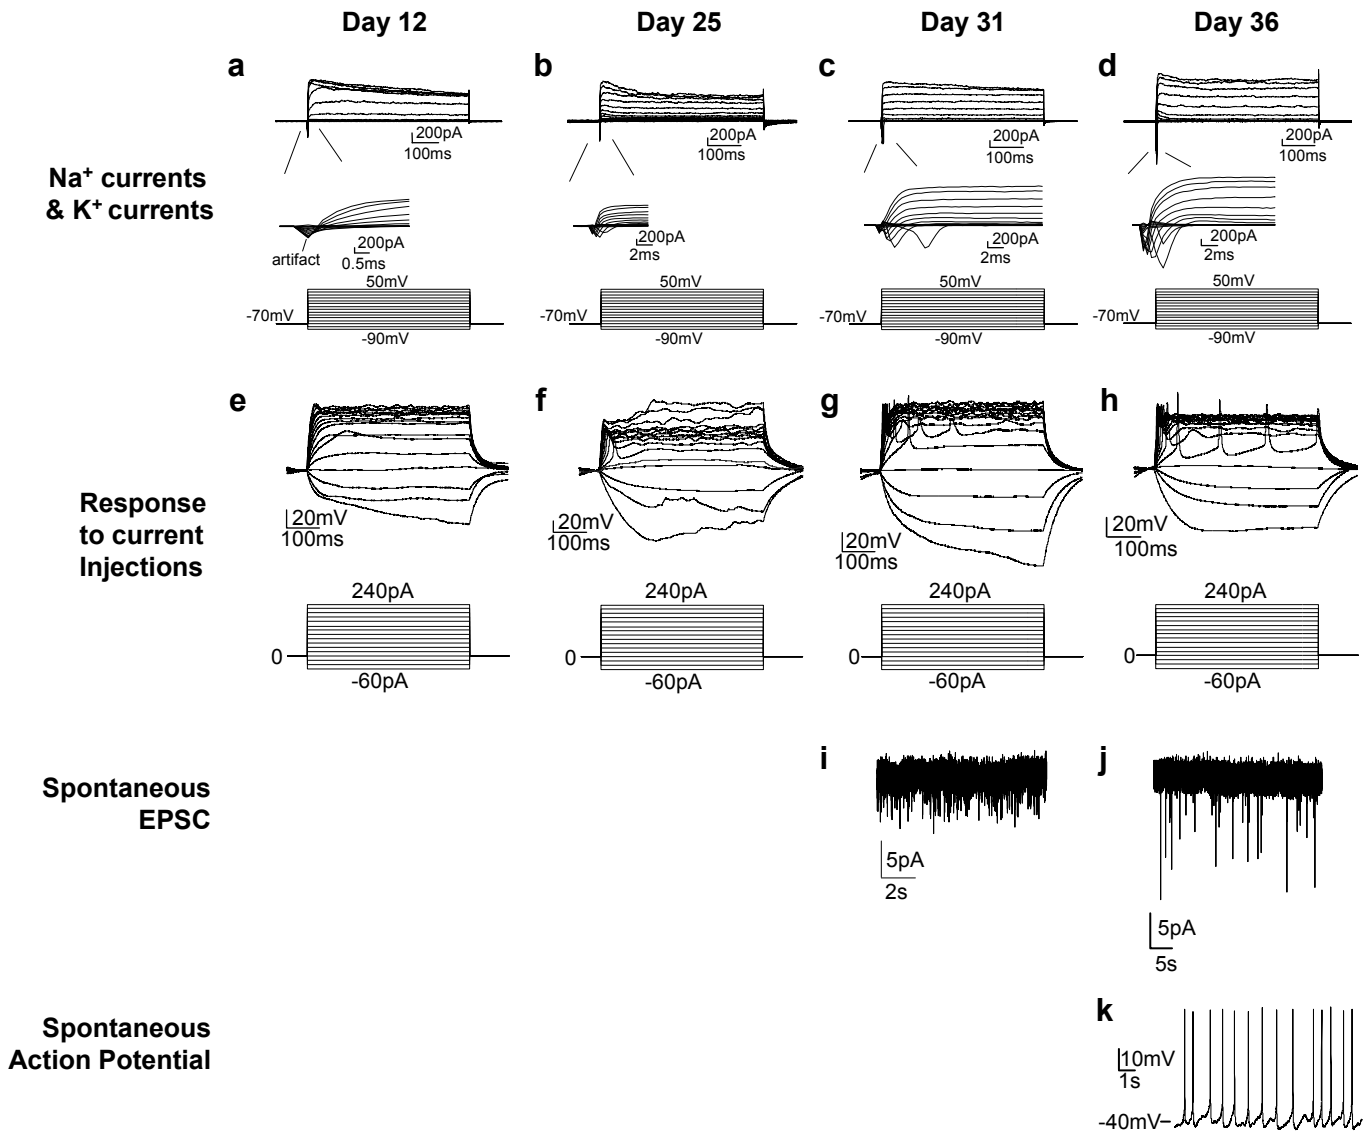 Day 12
Day 25
Day 31
Day 36
a
b
c
d
Na⁺ currents
& K⁺ currents
200pA
100ms
200pA
100ms
200pA
100ms
200pA
100ms
artifact
200pA
0.5ms
200pA
2ms
200pA
2ms
200pA
2ms
50mV
-70mV
-90mV
50mV
-70mV
-90mV
50mV
-70mV
-90mV
50mV
-70mV
-90mV
e
f
g
h
Response
to current
Injections
20mV
100ms
20mV
100ms
20mV
100ms
20mV
100ms
240pA
0
-60pA
240pA
0
-60pA
240pA
0
-60pA
240pA
0
-60pA
i
j
Spontaneous
EPSC
5pA
2s
5pA
5s
k
Spontaneous
Action Potential
10mV
1s
-40mV